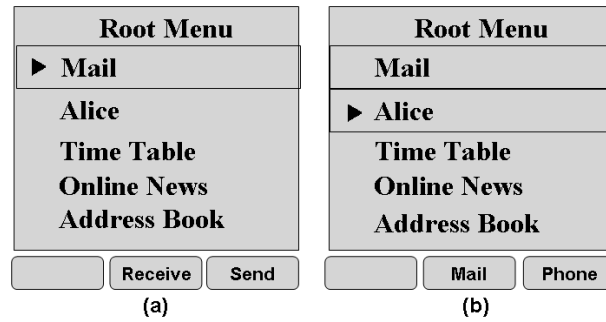 Root Menu
Mail
Alice
Time Table
Online News
Address Book
Receive Send
(a)
Root Menu
Mail
Alice
Time Table
Online News
Address Book
Mail Phone
(b)